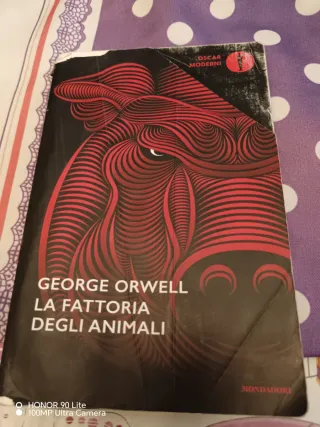 OSCAR
MODERNI
GEORGE ORWELL
LA FATTORIA
DEGLI ANIMALI
MONDADORI
HONOR 90 Lite
100MP Ultra Camera